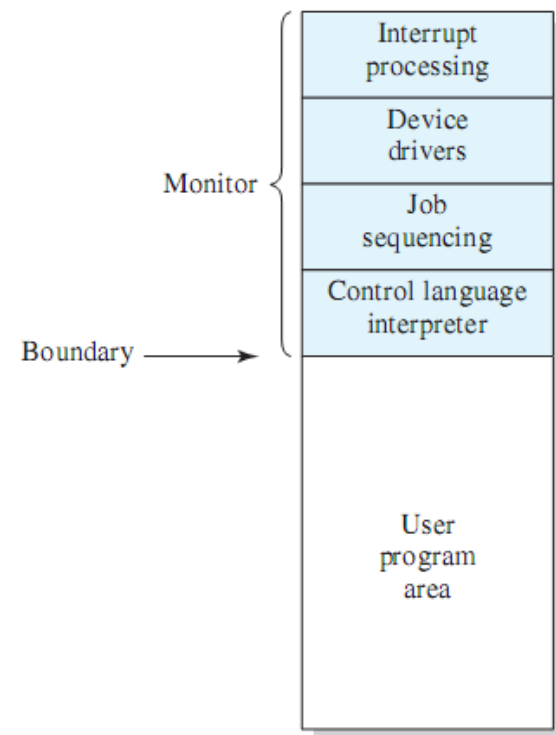 Interrupt
processing
Device
drivers
Monitor
Job
sequencing
Control language
interpreter
Boundary
User
program
area